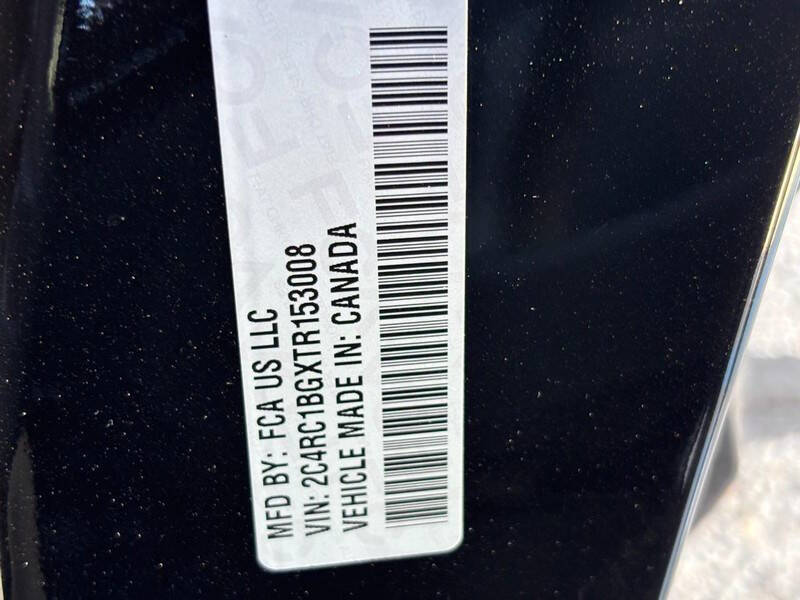 MFD BY: FCA US LLC
VIN: 2C4RC1BGXTR153008
VEHICLE MADE IN: CANADA